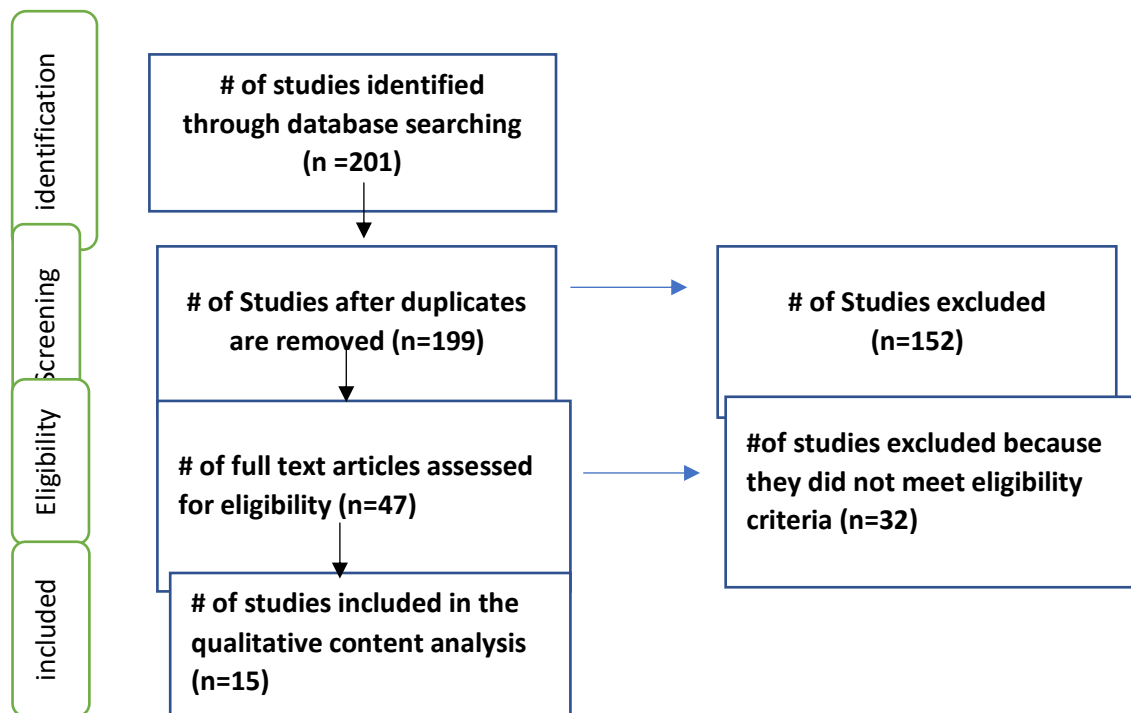 identification
# of studies identified
through database searching
(n =201)
Screening
# of Studies after duplicates
are removed (n=199)
# of Studies excluded
(n=152)
Eligibility
# of full text articles assessed
for eligibility (n=47)
#of studies excluded because
they did not meet eligibility
criteria (n=32)
included
# of studies included in the
qualitative content analysis
(n=15)